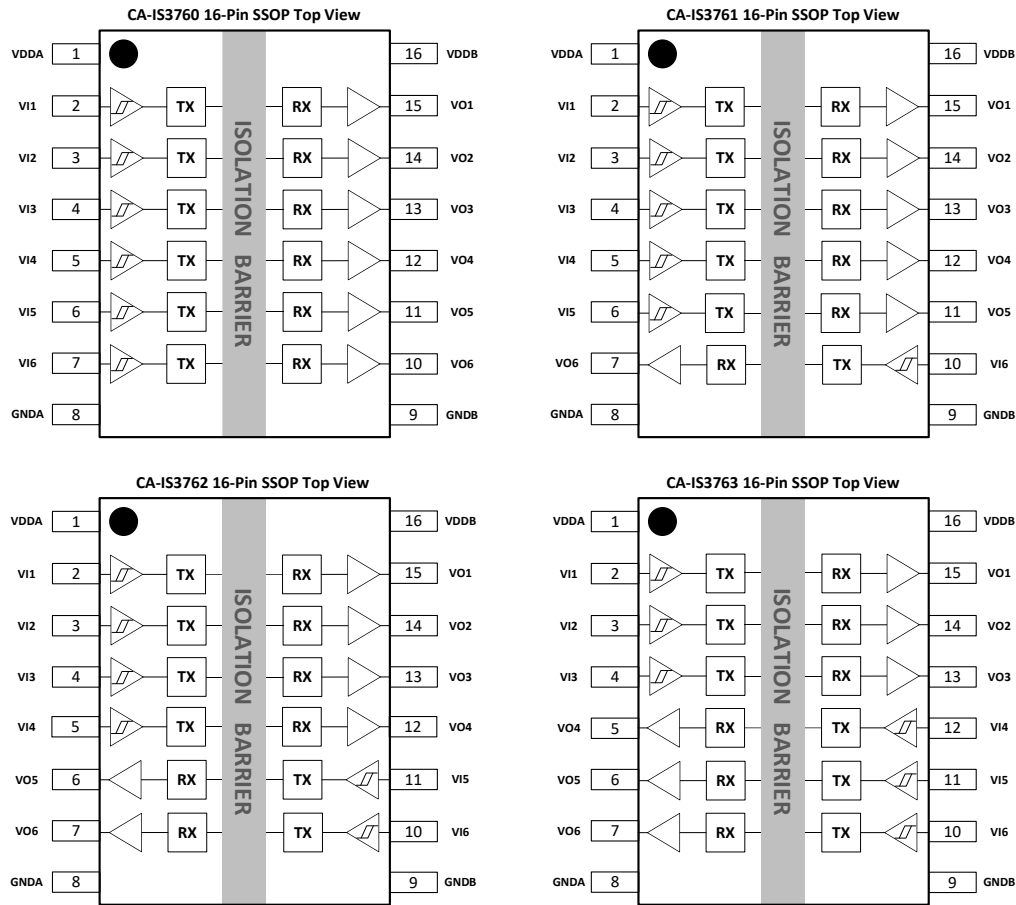 CA-IS3760 16-Pin SSOP Top View
VDDA 1 16 VDDB
VI1 2 TX RX 15 VO1
VI2 3 TX RX 14 VO2
VI3 4 TX RX 13 VO3
VI4 5 TX RX 12 VO4
VI5 6 TX RX 11 VO5
VI6 7 TX RX 10 VO6
GNDA 8 9 GNDB
ISOLATION BARRIER
CA-IS3761 16-Pin SSOP Top View
VDDA 1 16 VDDB
VI1 2 TX RX 15 VO1
VI2 3 TX RX 14 VO2
VI3 4 TX RX 13 VO3
VI4 5 TX RX 12 VO4
VI5 6 TX RX 11 VO5
VO6 7 RX TX 10 VI6
GNDA 8 9 GNDB
ISOLATION BARRIER
CA-IS3762 16-Pin SSOP Top View
VDDA 1 16 VDDB
VI1 2 TX RX 15 VO1
VI2 3 TX RX 14 VO2
VI3 4 TX RX 13 VO3
VI4 5 TX RX 12 VO4
VO5 6 RX TX 11 VI5
VO6 7 RX TX 10 VI6
GNDA 8 9 GNDB
ISOLATION BARRIER
CA-IS3763 16-Pin SSOP Top View
VDDA 1 16 VDDB
VI1 2 TX RX 15 VO1
VI2 3 TX RX 14 VO2
VI3 4 TX RX 13 VO3
VO4 5 RX TX 12 VI4
VO5 6 RX TX 11 VI5
VO6 7 RX TX 10 VI6
GNDA 8 9 GNDB
ISOLATION BARRIER